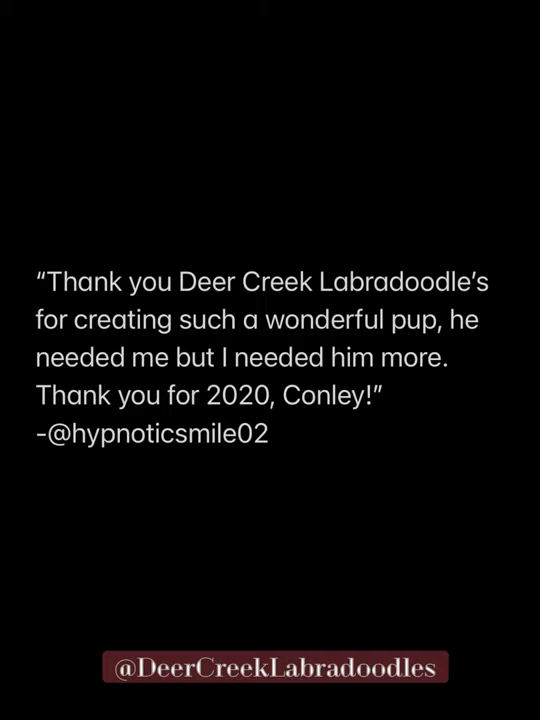 “Thank you Deer Creek Labradoodle’s
for creating such a wonderful pup, he
needed me but I needed him more.
Thank you for 2020, Conley!”
-@hypnoticsmile02
@DeerCreekLabradoodles